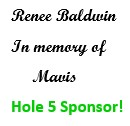 Renee Baldwin
In memory of
Mavis
Hole 5 Sponsor!